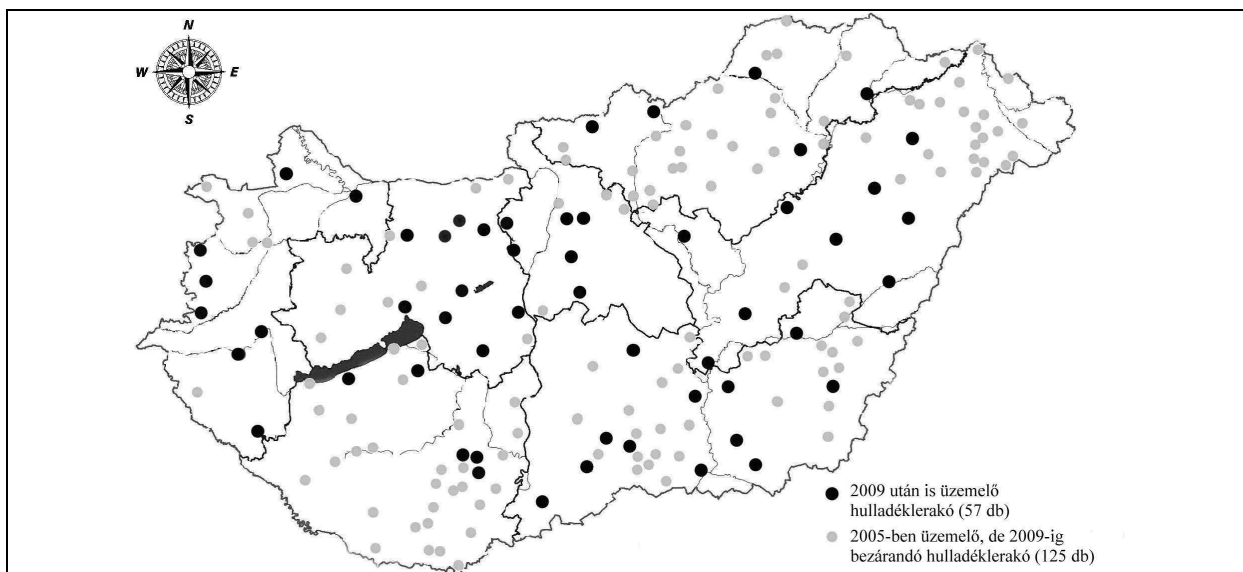 N
W E
S
2009 után is üzemelő
hulladéklerakó (57 db)
2005-ben üzemelő, de 2009-ig
bezárandó hulladéklerakó (125 db)